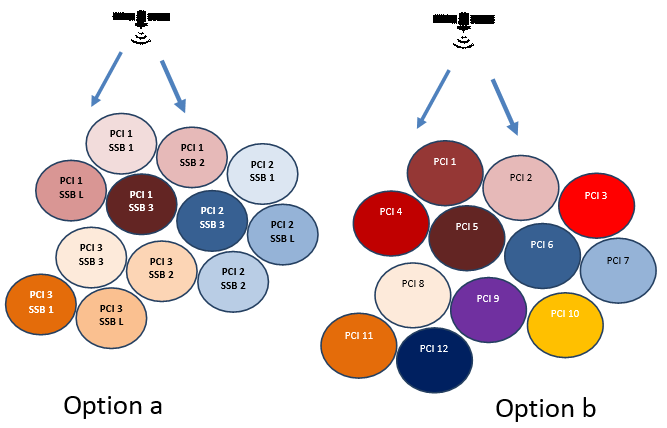 PCI 1
SSB 1
PCI 1
SSB 2
PCI 2
SSB 1
PCI 1
SSB L
PCI 1
SSB 3
PCI 2
SSB 3
PCI 2
SSB L
PCI 3
SSB 3
PCI 3
SSB 2
PCI 2
SSB 2
PCI 3
SSB 1
PCI 3
SSB L
Option a
PCI 1
PCI 2
PCI 3
PCI 4
PCI 5
PCI 6
PCI 7
PCI 8
PCI 9
PCI 10
PCI 11
PCI 12
Option b